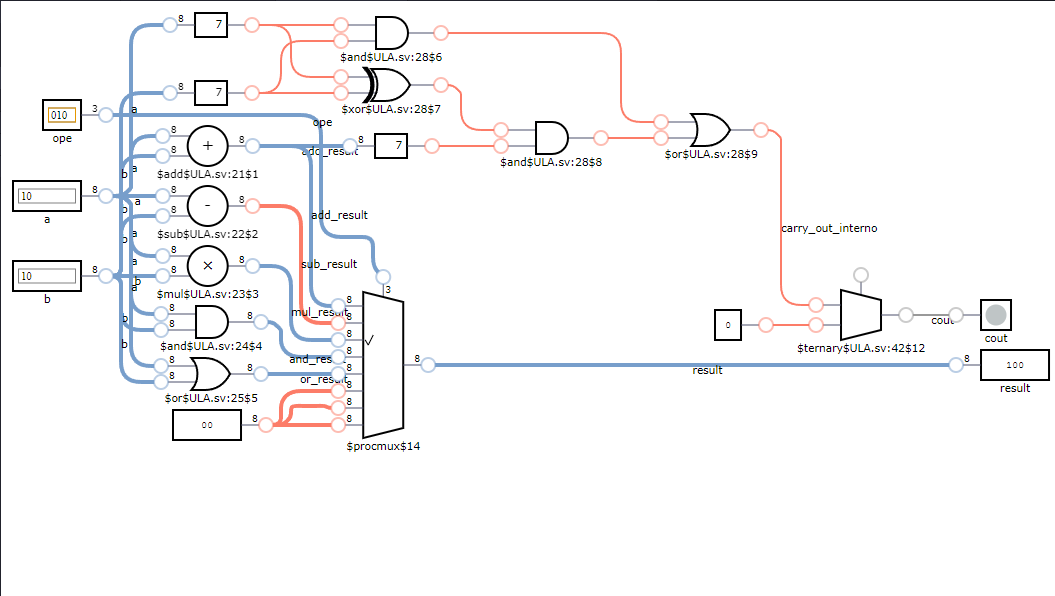 8 7
$and$ULA.sv:28$6
8 7
$xor$ULA.sv:28$7
010 3 a
ope
ope
8 7
$and$ULA.sv:28$8
$or$ULA.sv:28$9
8 8 + 8
add_result
b a
$add$ULA.sv:21$1
10 8
a
8 8 - 8
a
b
add_result
$sub$ULA.sv:22$2
carry_out_interno
b a
a
8 8 × 8
sub_result
10 8
b
b
a
$mul$ULA.sv:23$3
3
8
mul_result
8
8 8 8
b
$and$ULA.sv:24$4
8
✓
0
cout
cout
$ternary$ULA.sv:42$12
b
and_result
8
8 8 8
8
8
result
8
100
result
or_result
8
$or$ULA.sv:25$5
8
00 8
8
$procmux$14